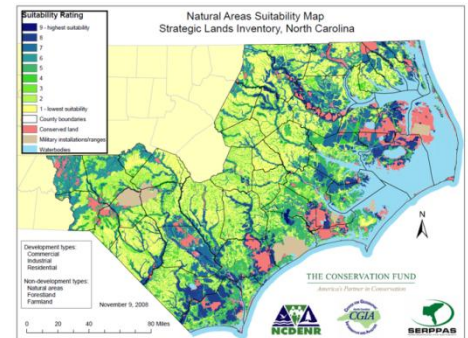 Natural Areas Suitability Map
Strategic Lands Inventory, North Carolina
Suitability Rating
9 - highest suitability
8
7
6
5
4
3
2
1 - lowest suitability
County boundaries
Conserved land
Military installations/ranges
Waterbodies
Development types:
Commercial
Industrial
Residential
Non-development types:
Natural areas
Forestland
Farmland
November 9, 2006
0 20 40 80 Miles
N
THE CONSERVATION FUND
America's Partner in Conservation
NCDENR
CGIA
SERPPAS